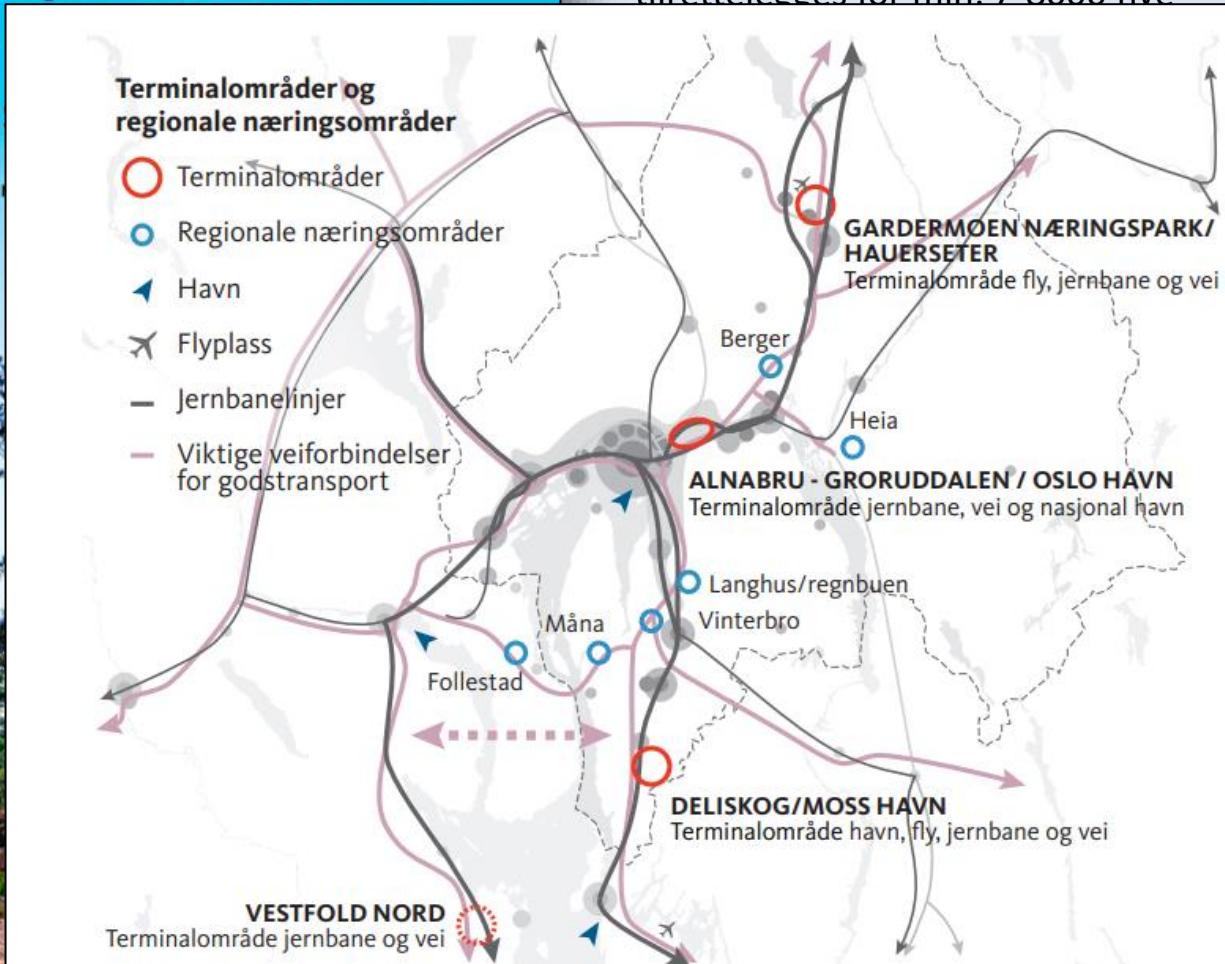 Terminalområder og
regionale næringsområder
Terminalområder
Regionale næringsområder
Havn
Flyplass
Jernbanelinjer
Viktige veiforbindelser
for godstransport
GARDERMOEN NÆRINGSPARK/
HAUERSETER
Terminalområde fly, jernbane og vei
Berger
Heia
ALNABRU - GRORUDDALEN / OSLO HAVN
Terminalområde jernbane, vei og nasjonal havn
Langhus/regnbuen
Måna
Vinterbro
Follestad
DELISKOG/MOSS HAVN
Terminalområde havn, fly, jernbane og vei
VESTFOLD NORD
Terminalområde jernbane og vei